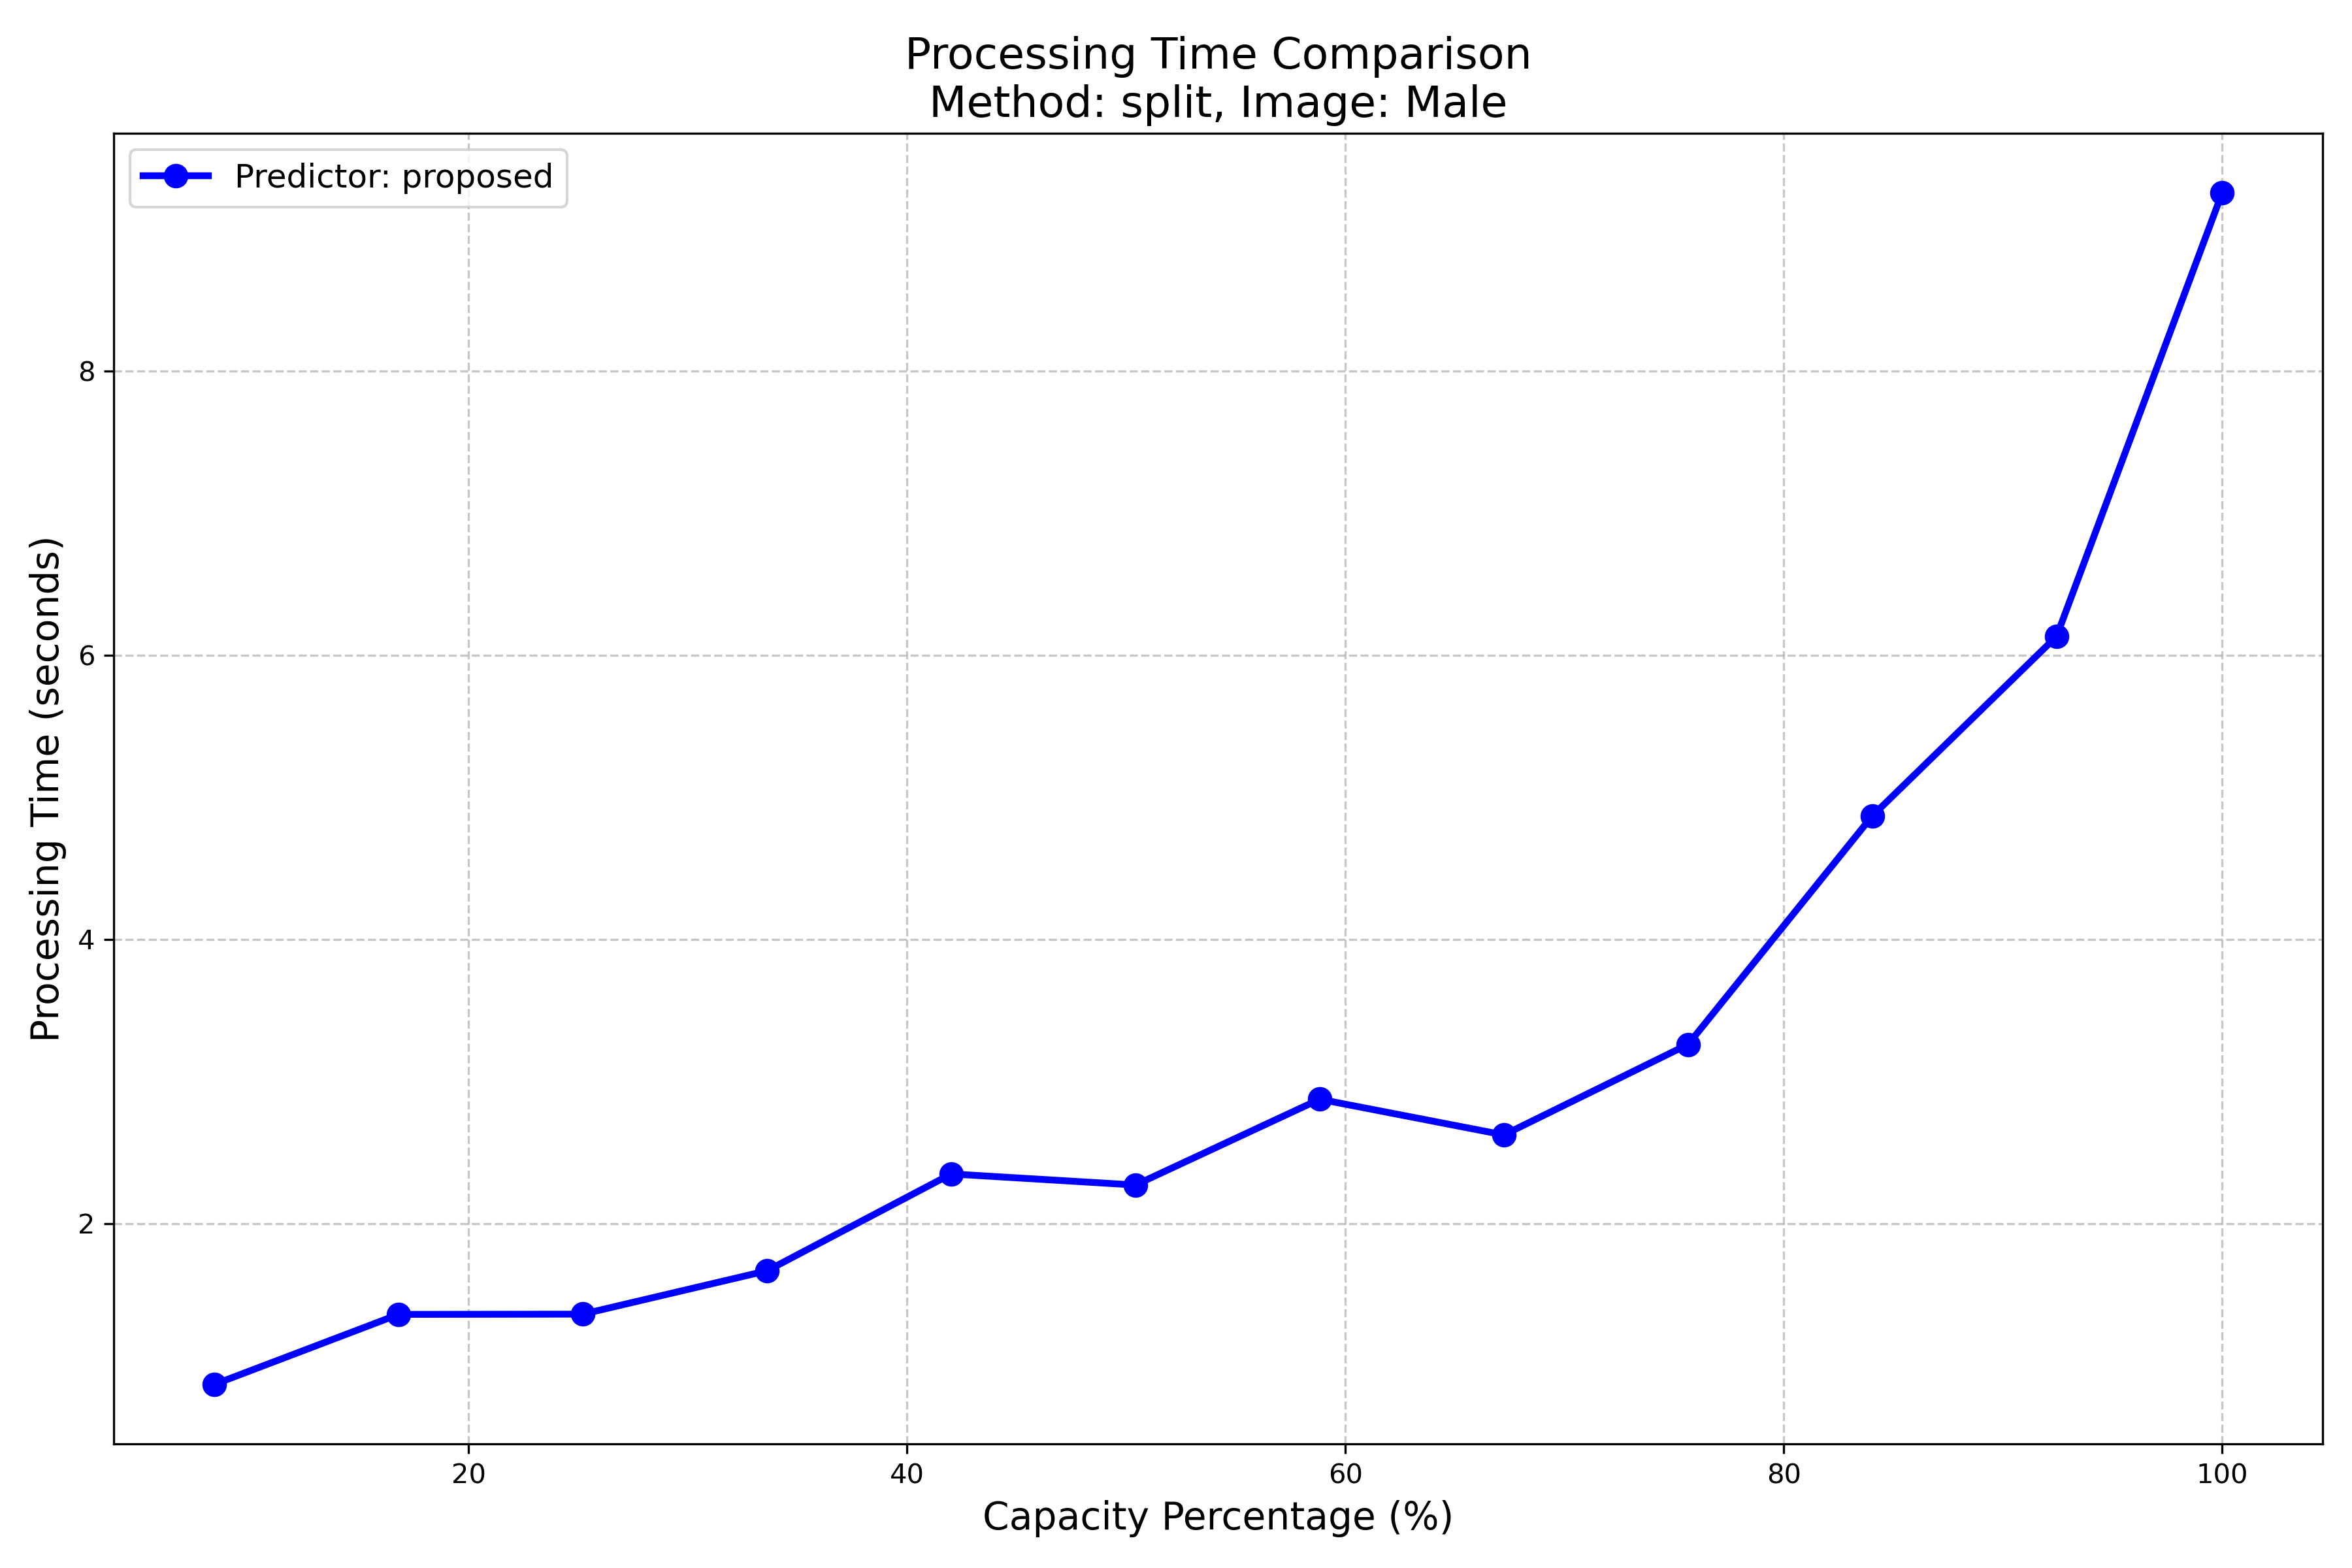 Processing Time Comparison
Method: split, Image: Male
Predictor: proposed
Processing Time (seconds)
8
6
4
2
20
40
60
80
100
Capacity Percentage (%)